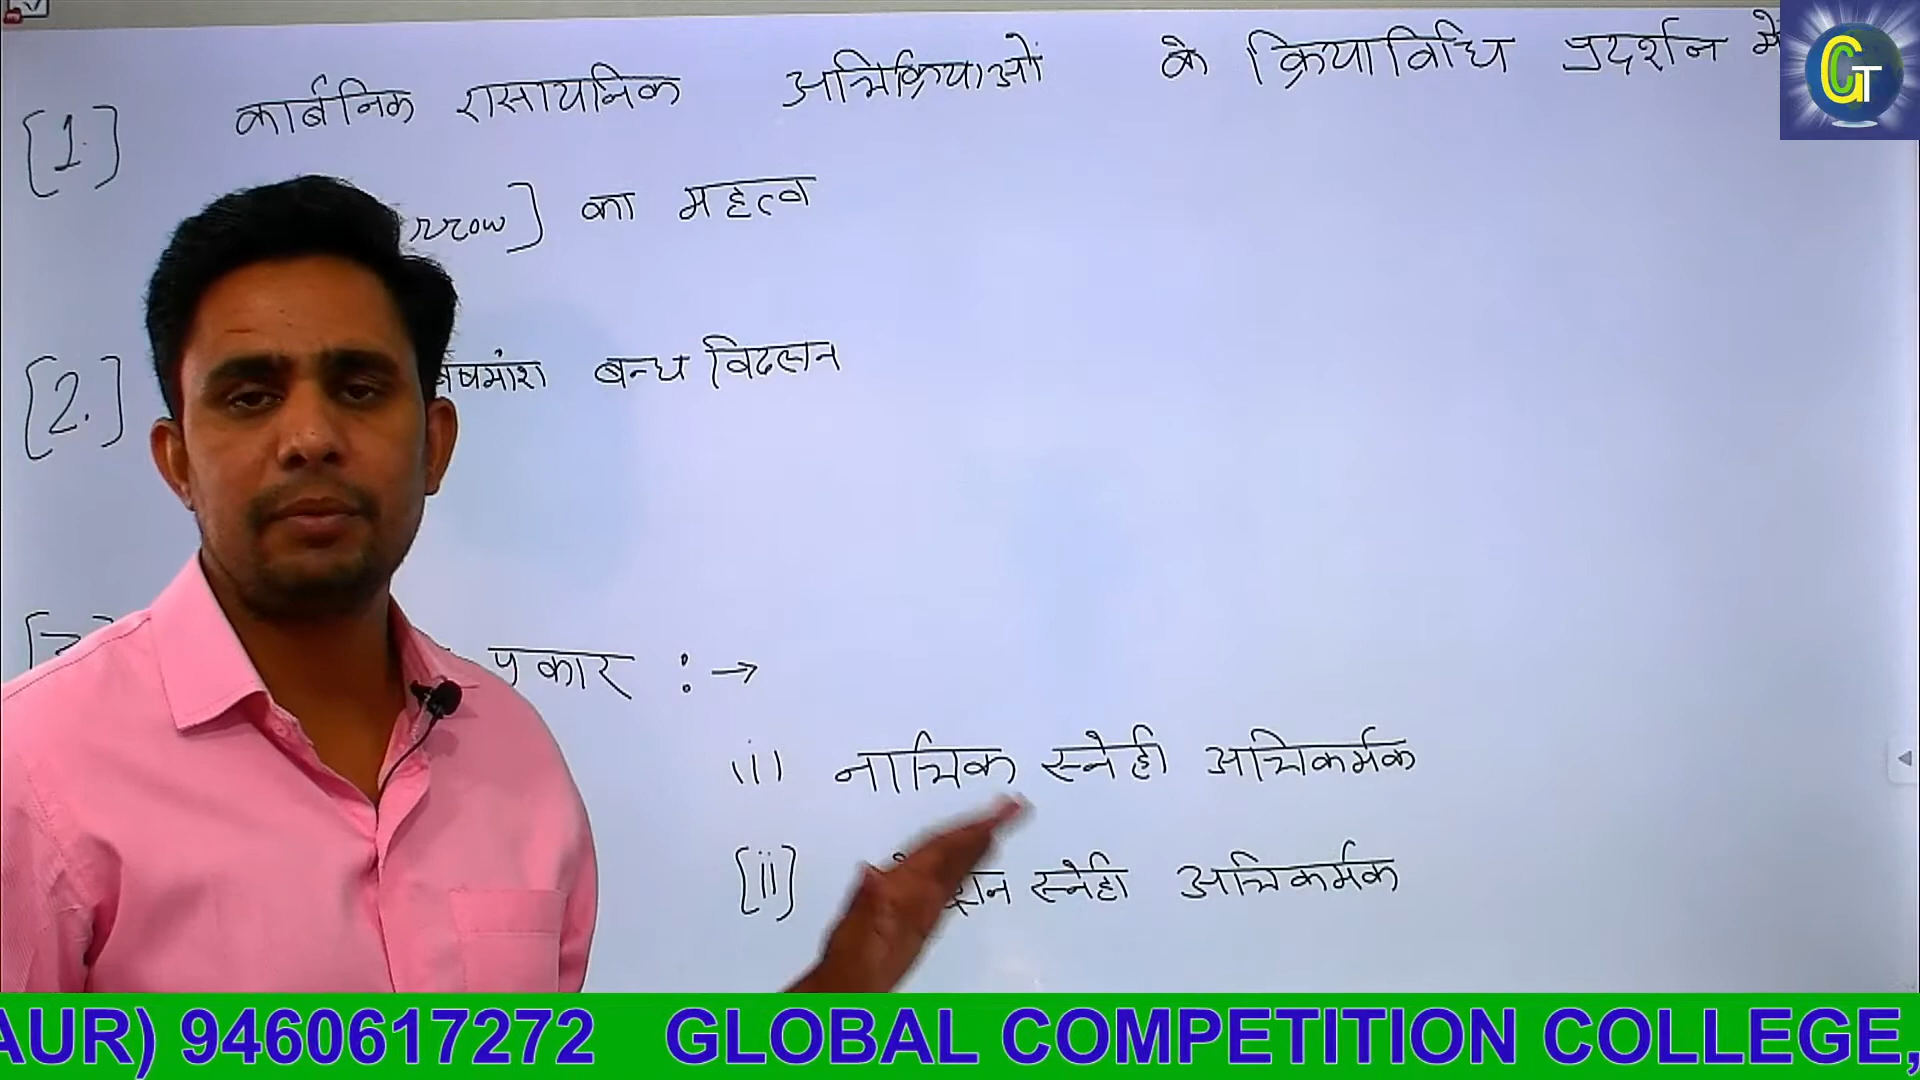 [1.] कार्बनिक रासायनिक अभिक्रियाओं के क्रियाविधि प्रदर्शन में
rrow] का महत्व
[2.] विषमांश बन्ध विदलन
प्रकार :→
(i) नाभिक स्नेही अभिकर्मक
[ii] स्नेही अभिकर्मक
AUR) 9460617272 GLOBAL COMPETITION COLLEGE,
GCT